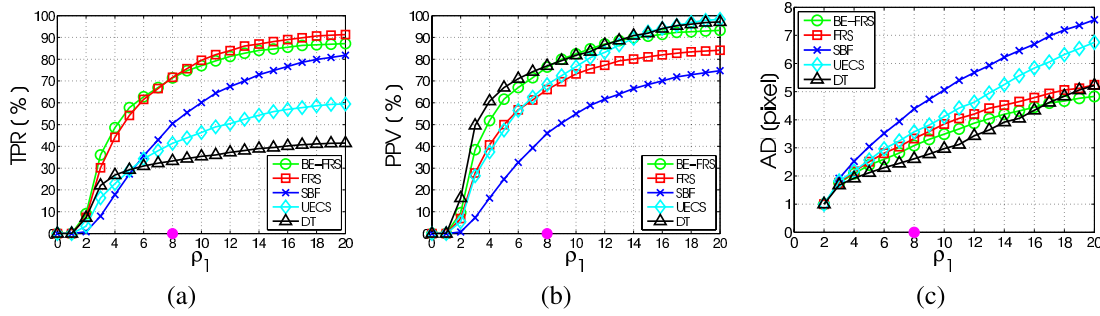 TPR ( % )
100
90
80
70
60
50
40
30
20
10
0
0 2 4 6 8 10 12 14 16 18 20
ρ1
BE−FRS
FRS
SBF
UECS
DT
(a)
PPV ( % )
100
90
80
70
60
50
40
30
20
10
0
0 2 4 6 8 10 12 14 16 18 20
ρ1
BE−FRS
FRS
SBF
UECS
DT
(b)
AD (pixel)
8
7
6
5
4
3
2
1
0
0 2 4 6 8 10 12 14 16 18 20
ρ1
BE−FRS
FRS
SBF
UECS
DT
(c)